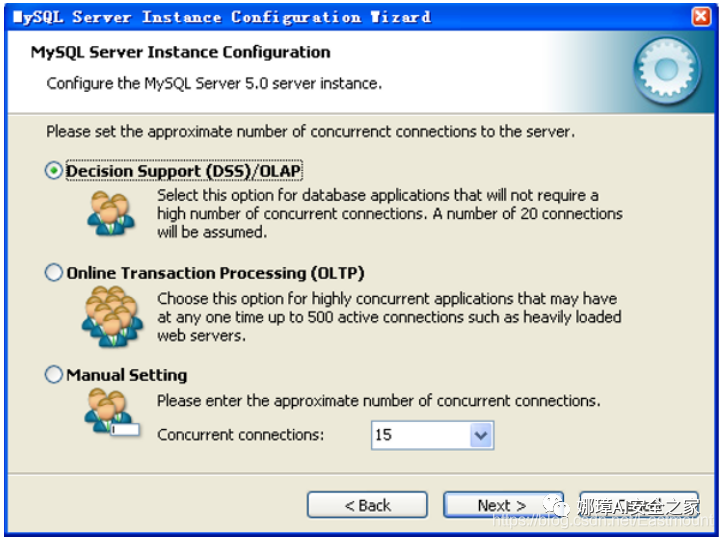 MySQL Server Instance Configuration Wizard
MySQL Server Instance Configuration
Configure the MySQL Server 5.0 server instance.
Please set the approximate number of concurrenct connections to the server.
Decision Support (DSS)/OLAP
Select this option for database applications that will not require a
high number of concurrent connections. A number of 20 connections
will be assumed.
Online Transaction Processing (OLTP)
Choose this option for highly concurrent applications that may have
at any one time up to 500 active connections such as heavily loaded
web servers.
Manual Setting
Please enter the approximate number of concurrent connections.
Concurrent connections:
15
< Back
Next >
娜璋AI安全之家
https://blog.csdn.net/Eastmount